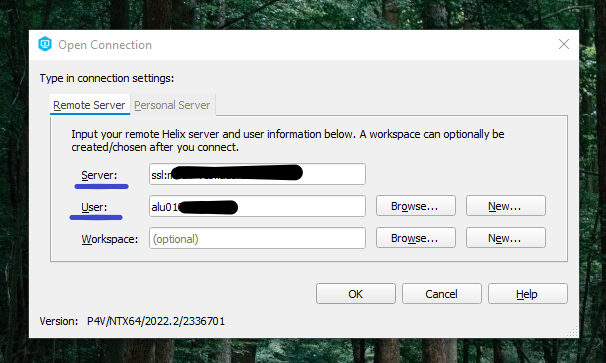 Open Connection
Type in connection settings:
Remote Server Personal Server
Input your remote Helix server and user information below. A workspace can optionally be
created/chosen after you connect.
Server: ssl:
User: alu01 Browse... New...
Workspace: (optional) Browse... New...
OK Cancel Help
Version: P4V/NTX64/2022.2/2336701